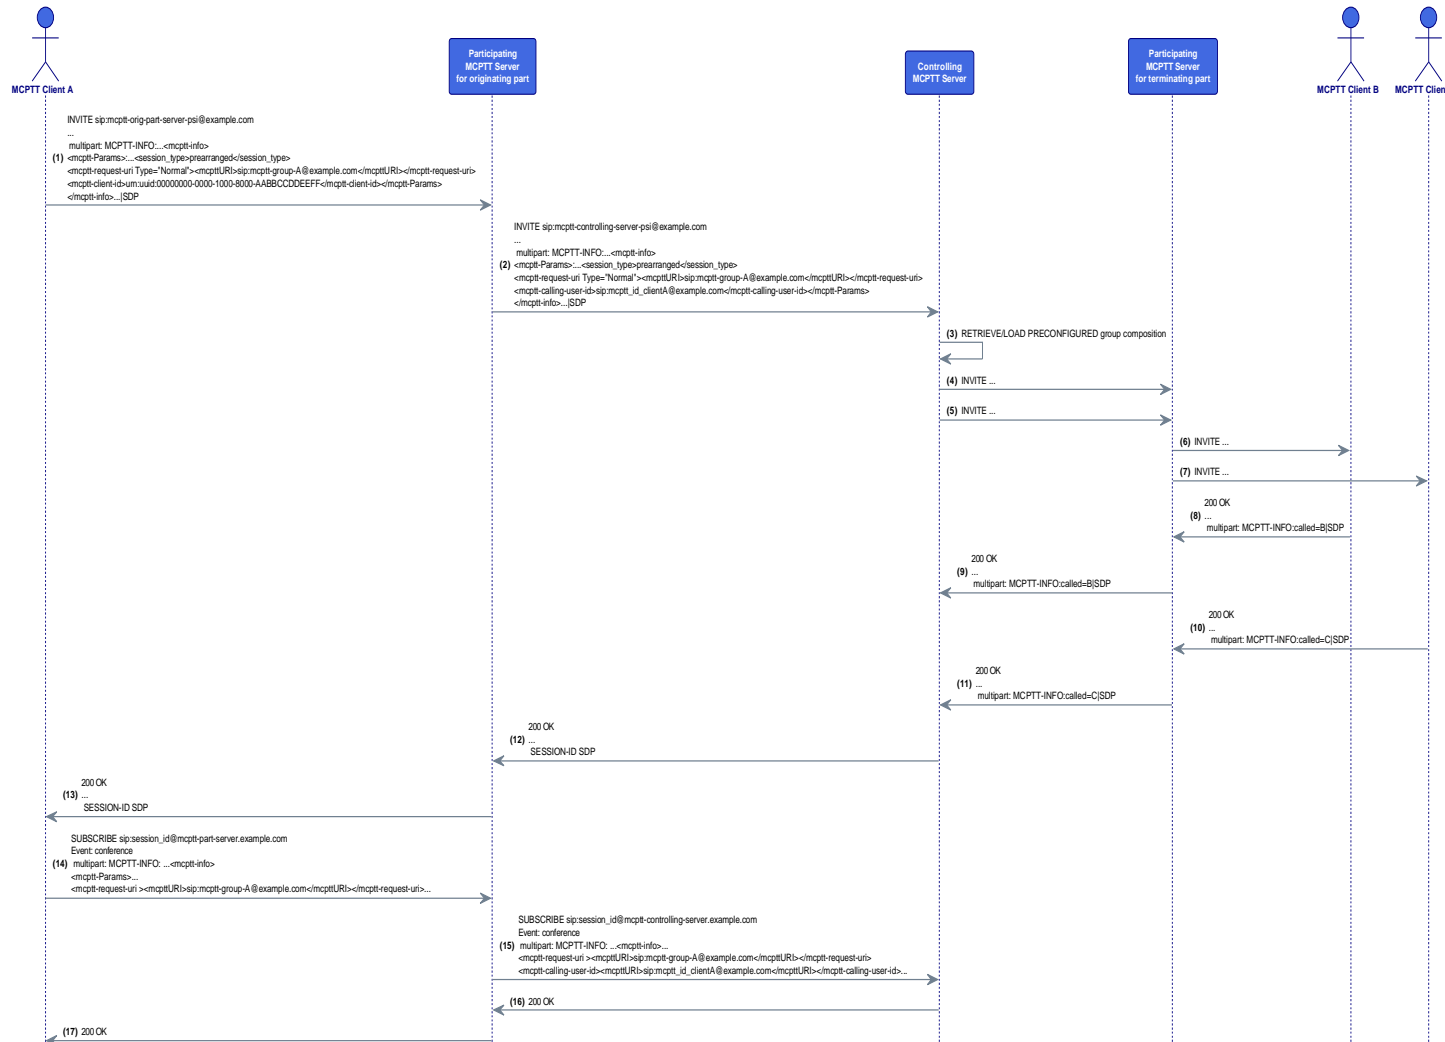 MCPTT Client A
Participating
MCPTT Server
for originating part
Controlling
MCPTT Server
Participating
MCPTT Server
for terminating part
MCPTT Client B
MCPTT Clien
INVITE sip:mcptt-orig-part-server-psi@example.com
...
multipart: MCPTT-INFO:...<mcptt-info>
(1) <mcptt-Params>:...<session_type>prearranged</session_type>
<mcptt-request-uri Type="Normal"><mcpttURI>sip:mcptt-group-A@example.com</mcpttURI></mcptt-request-uri>
<mcptt-client-id>urn:uuid:00000000-0000-1000-8000-AABBCCDDEEFF</mcptt-client-id></mcptt-Params>
</mcptt-info>...|SDP
INVITE sip:mcptt-controlling-server-psi@example.com
...
multipart: MCPTT-INFO:...<mcptt-info>
(2) <mcptt-Params>:...<session_type>prearranged</session_type>
<mcptt-request-uri Type="Normal"><mcpttURI>sip:mcptt-group-A@example.com</mcpttURI></mcptt-request-uri>
<mcptt-calling-user-id>sip:mcptt_id_clientA@example.com</mcptt-calling-user-id></mcptt-Params>
</mcptt-info>...|SDP
(3) RETRIEVE/LOAD PRECONFIGURED group composition
(4) INVITE ...
(5) INVITE ...
(6) INVITE ...
(7) INVITE ...
200 OK
(8) ...
multipart: MCPTT-INFO:called=B|SDP
200 OK
(9) ...
multipart: MCPTT-INFO:called=B|SDP
200 OK
(10) ...
multipart: MCPTT-INFO:called=C|SDP
200 OK
(11) ...
multipart: MCPTT-INFO:called=C|SDP
200 OK
(12) ...
SESSION-ID SDP
200 OK
(13) ...
SESSION-ID SDP
SUBSCRIBE sip:session_id@mcptt-part-server.example.com
Event: conference
(14) multipart: MCPTT-INFO: ...<mcptt-info>
<mcptt-Params>...
<mcptt-request-uri ><mcpttURI>sip:mcptt-group-A@example.com</mcpttURI></mcptt-request-uri>...
SUBSCRIBE sip:session_id@mcptt-controlling-server.example.com
Event: conference
(15) multipart: MCPTT-INFO: ...<mcptt-info>...
<mcptt-request-uri ><mcpttURI>sip:mcptt-group-A@example.com</mcpttURI></mcptt-request-uri>
<mcptt-calling-user-id><mcpttURI>sip:mcptt_id_clientA@example.com</mcpttURI></mcptt-calling-user-id>...
(16) 200 OK
(17) 200 OK